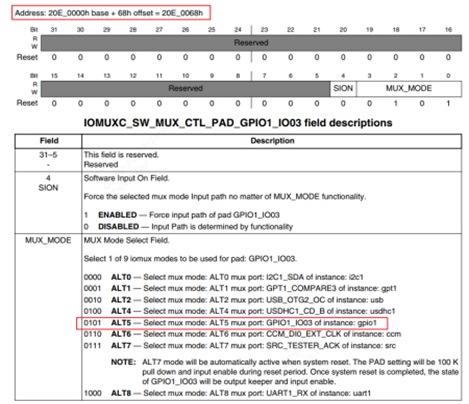 Address: 20E_0000h base + 68h offset = 20E_0068h
Bit 31 30 29 28 27 26 25 24 23 22 21 20 19 18 17 16
R
W
Reserved
Reset 0 0 0 0 0 0 0 0 0 0 0 0 0 0 0 0
Bit 15 14 13 12 11 10 9 8 7 6 5 4 3 2 1 0
R
W
Reserved SION MUX_MODE
Reset 0 0 0 0 0 0 0 0 0 0 0 0 0 1 0 1
IOMUXC_SW_MUX_CTL_PAD_GPIO1_IO03 field descriptions
Field Description
31–5
-
This field is reserved.
Reserved
4
SION
Software Input On Field.
Force the selected mux mode Input path no matter of MUX_MODE functionality.
1 ENABLED — Force input path of pad GPIO1_IO03
0 DISABLED — Input Path is determined by functionality
MUX_MODE MUX Mode Select Field.
Select 1 of 9 iomux modes to be used for pad: GPIO1_IO03.
0000 ALT0 — Select mux mode: ALT0 mux port: I2C1_SDA of instance: i2c1
0001 ALT1 — Select mux mode: ALT1 mux port: GPT1_COMPARE3 of instance: gpt1
0010 ALT2 — Select mux mode: ALT2 mux port: USB_OTG2_OC of instance: usb
0100 ALT4 — Select mux mode: ALT4 mux port: USDHC1_CD_B of instance: usdhc1
0101 ALT5 — Select mux mode: ALT5 mux port: GPIO1_IO03 of instance: gpio1
0110 ALT6 — Select mux mode: ALT6 mux port: CCM_DI0_EXT_CLK of instance: ccm
0111 ALT7 — Select mux mode: ALT7 mux port: SRC_TESTER_ACK of instance: src
NOTE: ALT7 mode will be automatically active when system reset. The PAD setting will be 100 K
pull down and input enable during reset period. Once system reset is completed, the state
of GPIO1_IO03 will be output keeper and input enable.
1000 ALT8 — Select mux mode: ALT8 mux port: UART1_RX of instance: uart1